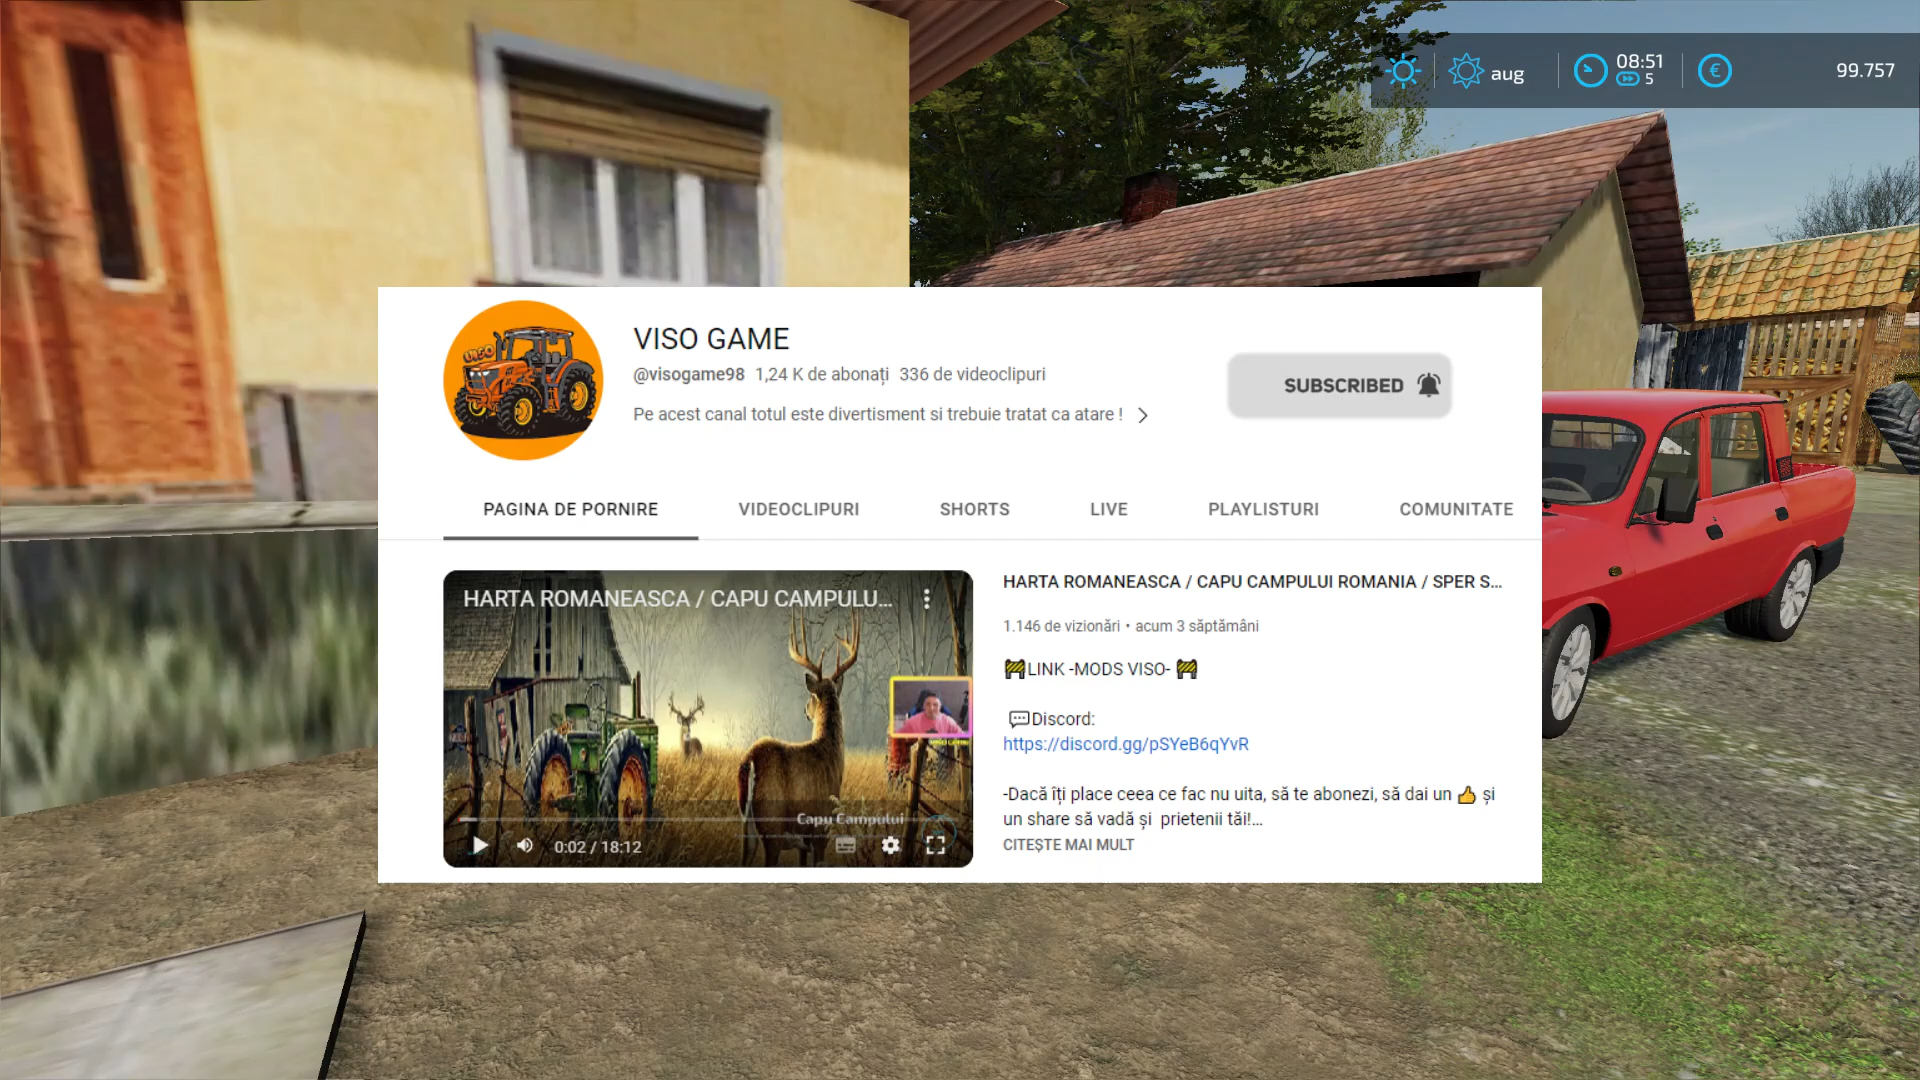 aug
08:51
5
99.757
VISO
VISO GAME
@visogame98 1,24 K de abonați 336 de videoclipuri
Pe acest canal totul este divertisment si trebuie tratat ca atare !
SUBSCRIBED
PAGINA DE PORNIRE VIDEOCLIPURI SHORTS LIVE PLAYLISTURI COMUNITATE
HARTA ROMANEASCA / CAPU CAMPULU...
Capu Campului
0:02 / 18:12
HARTA ROMANEASCA / CAPU CAMPULUI ROMANIA / SPER S...
1.146 de vizionări • acum 3 săptămâni
🚧LINK -MODS VISO- 🚧
💬Discord:
https://discord.gg/pSYeB6qYvR
-Dacă îți place ceea ce fac nu uita, să te abonezi, să dai un 👍 și
un share să vadă și prietenii tăi!...
CITEȘTE MAI MULT